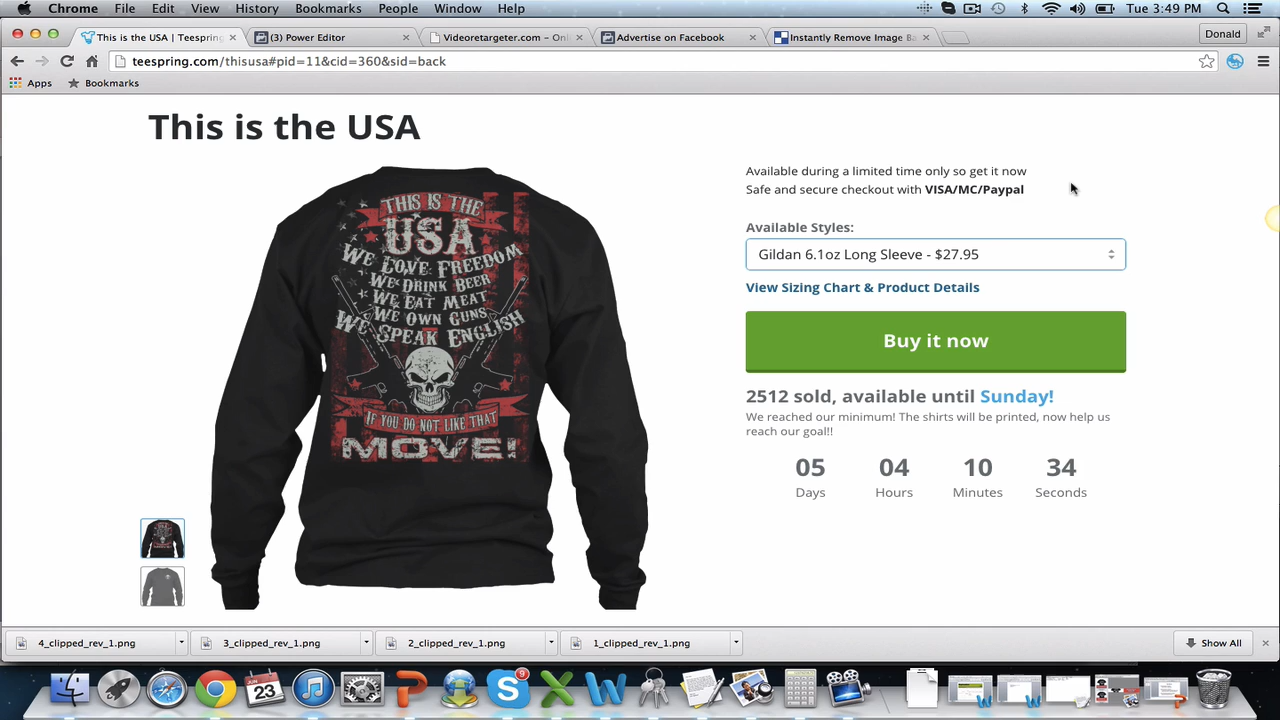 Chrome File Edit View History Bookmarks People Window Help Tue 3:49 PM
This is the USA | Teespring
(3) Power Editor
Videoretargeter.com – Onl
Advertise on Facebook
Instantly Remove Image Ba
Donald
teespring.com/thisusa#pid=11&cid=360&sid=back
Apps Bookmarks
This is the USA
THIS IS THE
USA
WE LOVE FREEDOM
WE DRINK BEER
WE EAT MEAT
WE OWN GUNS
WE SPEAK ENGLISH
IF YOU DO NOT LIKE THAT
MOVE!
Available during a limited time only so get it now
Safe and secure checkout with VISA/MC/Paypal
Available Styles:
Gildan 6.1oz Long Sleeve - $27.95
View Sizing Chart & Product Details
Buy it now
2512 sold, available until Sunday!
We reached our minimum! The shirts will be printed, now help us
reach our goal!!
05 04 10 34
Days Hours Minutes Seconds
4_clipped_rev_1.png 3_clipped_rev_1.png 2_clipped_rev_1.png 1_clipped_rev_1.png Show All
JUN
23
9